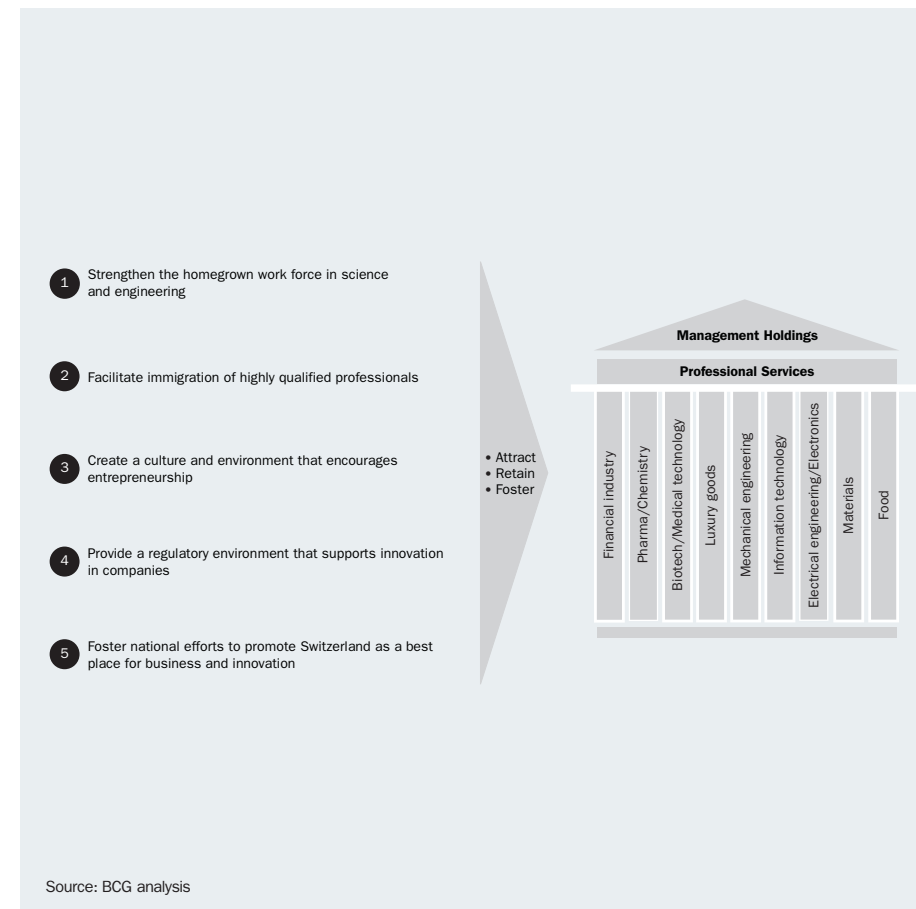 1
Strengthen the homegrown work force in science
and engineering
2
Facilitate immigration of highly qualified professionals
3
Create a culture and environment that encourages
entrepreneurship
4
Provide a regulatory environment that supports innovation
in companies
5
Foster national efforts to promote Switzerland as a best
place for business and innovation
• Attract
• Retain
• Foster
Management Holdings
Professional Services
Financial industry
Pharma/Chemistry
Biotech/Medical technology
Luxury goods
Mechanical engineering
Information technology
Electrical engineering/Electronics
Materials
Food
Source: BCG analysis